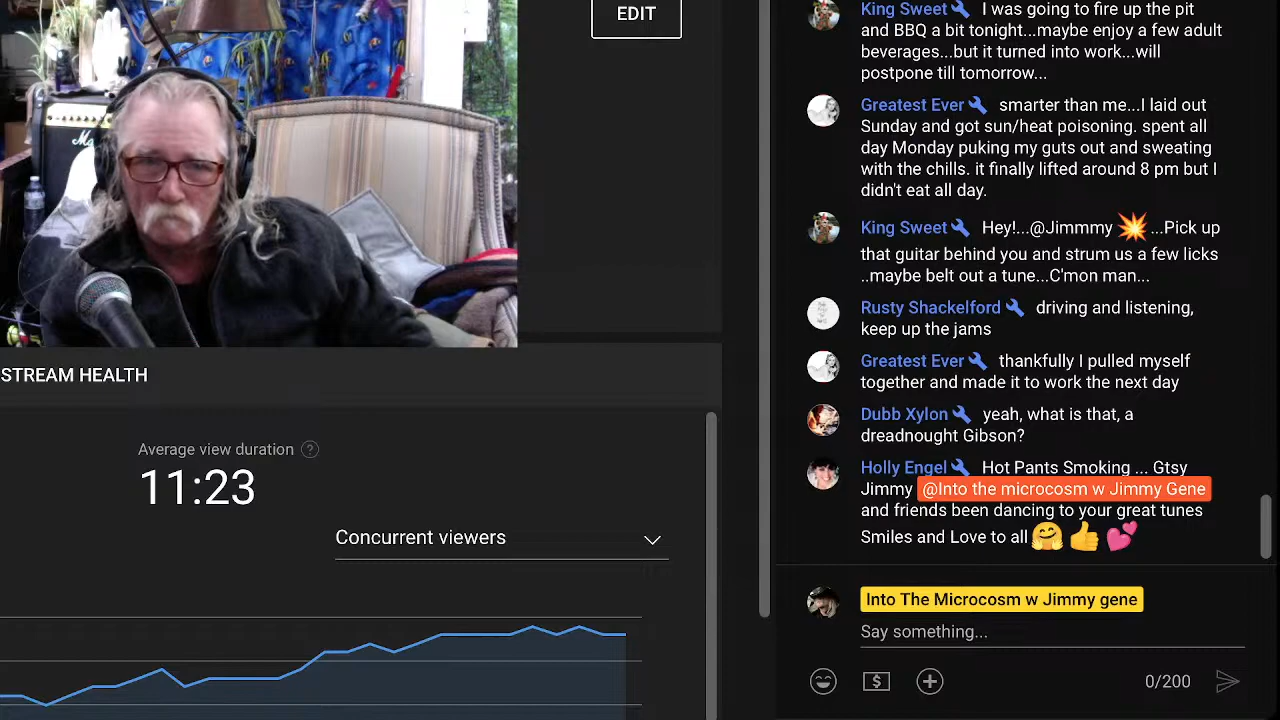 EDIT
Ma
STREAM HEALTH
Average view duration ?
11:23
Concurrent viewers
King Sweet I was going to fire up the pit
and BBQ a bit tonight...maybe enjoy a few adult
beverages...but it turned into work...will
postpone till tomorrow...
Greatest Ever smarter than me...I laid out
Sunday and got sun/heat poisoning. spent all
day Monday puking my guts out and sweating
with the chills. it finally lifted around 8 pm but I
didn't eat all day.
King Sweet Hey!...@Jimmmy 💥...Pick up
that guitar behind you and strum us a few licks
..maybe belt out a tune...C'mon man...
Rusty Shackelford driving and listening,
keep up the jams
Greatest Ever thankfully I pulled myself
together and made it to work the next day
Dubb Xylon yeah, what is that, a
dreadnought Gibson?
Holly Engel Hot Pants Smoking ... Gtsy
Jimmy @Into the microcosm w Jimmy Gene
and friends been dancing to your great tunes
Smiles and Love to all🤗👍💕
Into The Microcosm w Jimmy gene
Say something...
$ 0/200